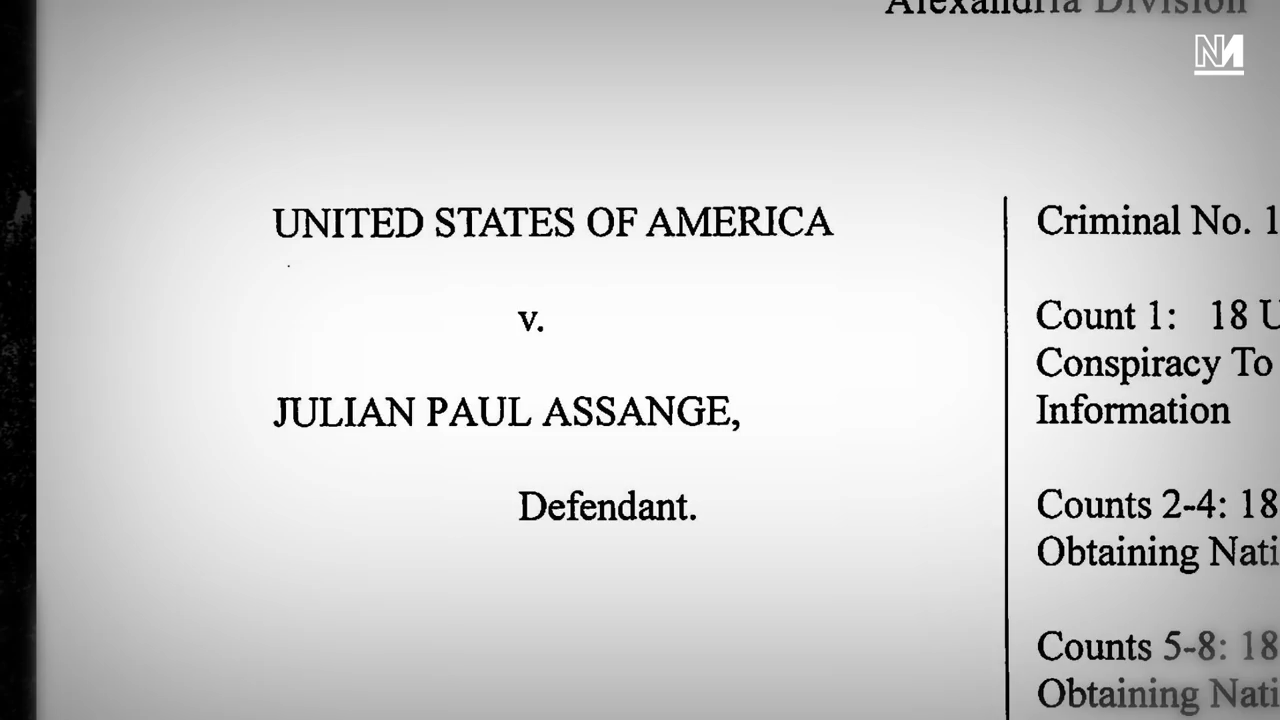 Alexandria Division
NM
UNITED STATES OF AMERICA
v.
JULIAN PAUL ASSANGE,
Defendant.
Criminal No. 1
Count 1: 18 U
Conspiracy To
Information
Counts 2-4: 18
Obtaining Nati
Counts 5-8: 18
Obtaining Nati